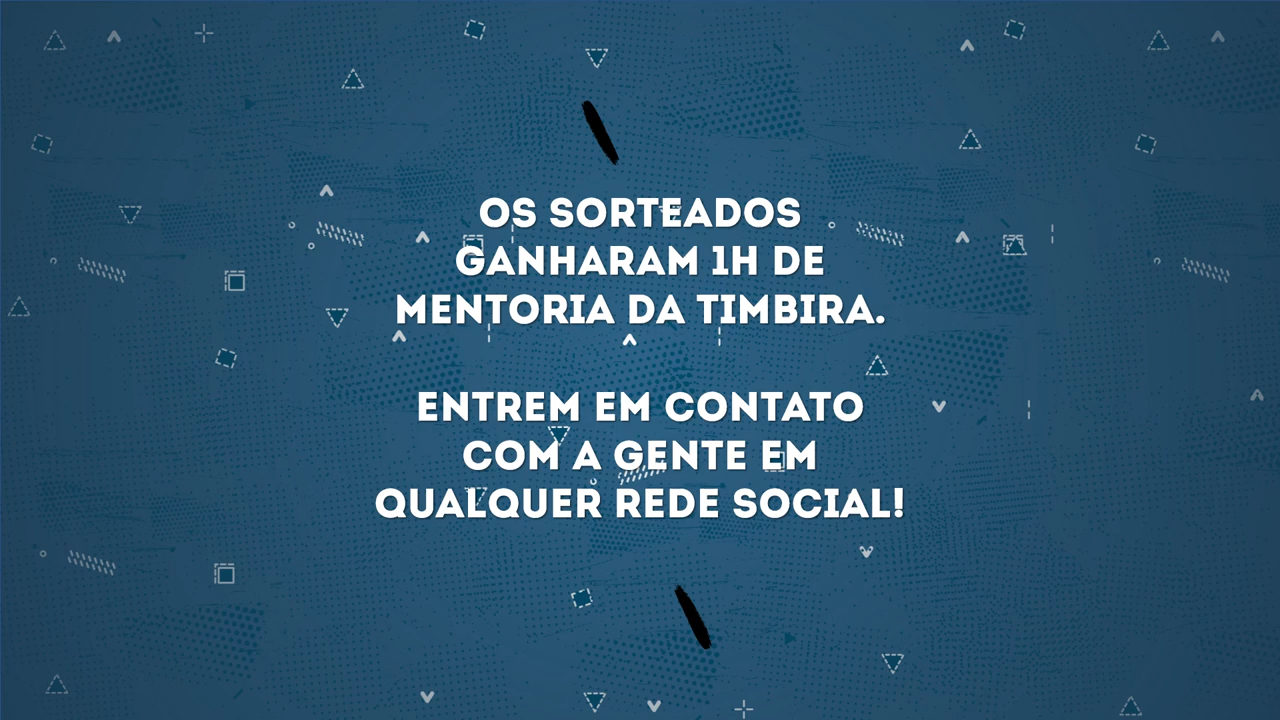 OS SORTEADOS
GANHARAM 1H DE
MENTORIA DA TIMBIRA.
ENTREM EM CONTATO
COM A GENTE EM
QUALQUER REDE SOCIAL!